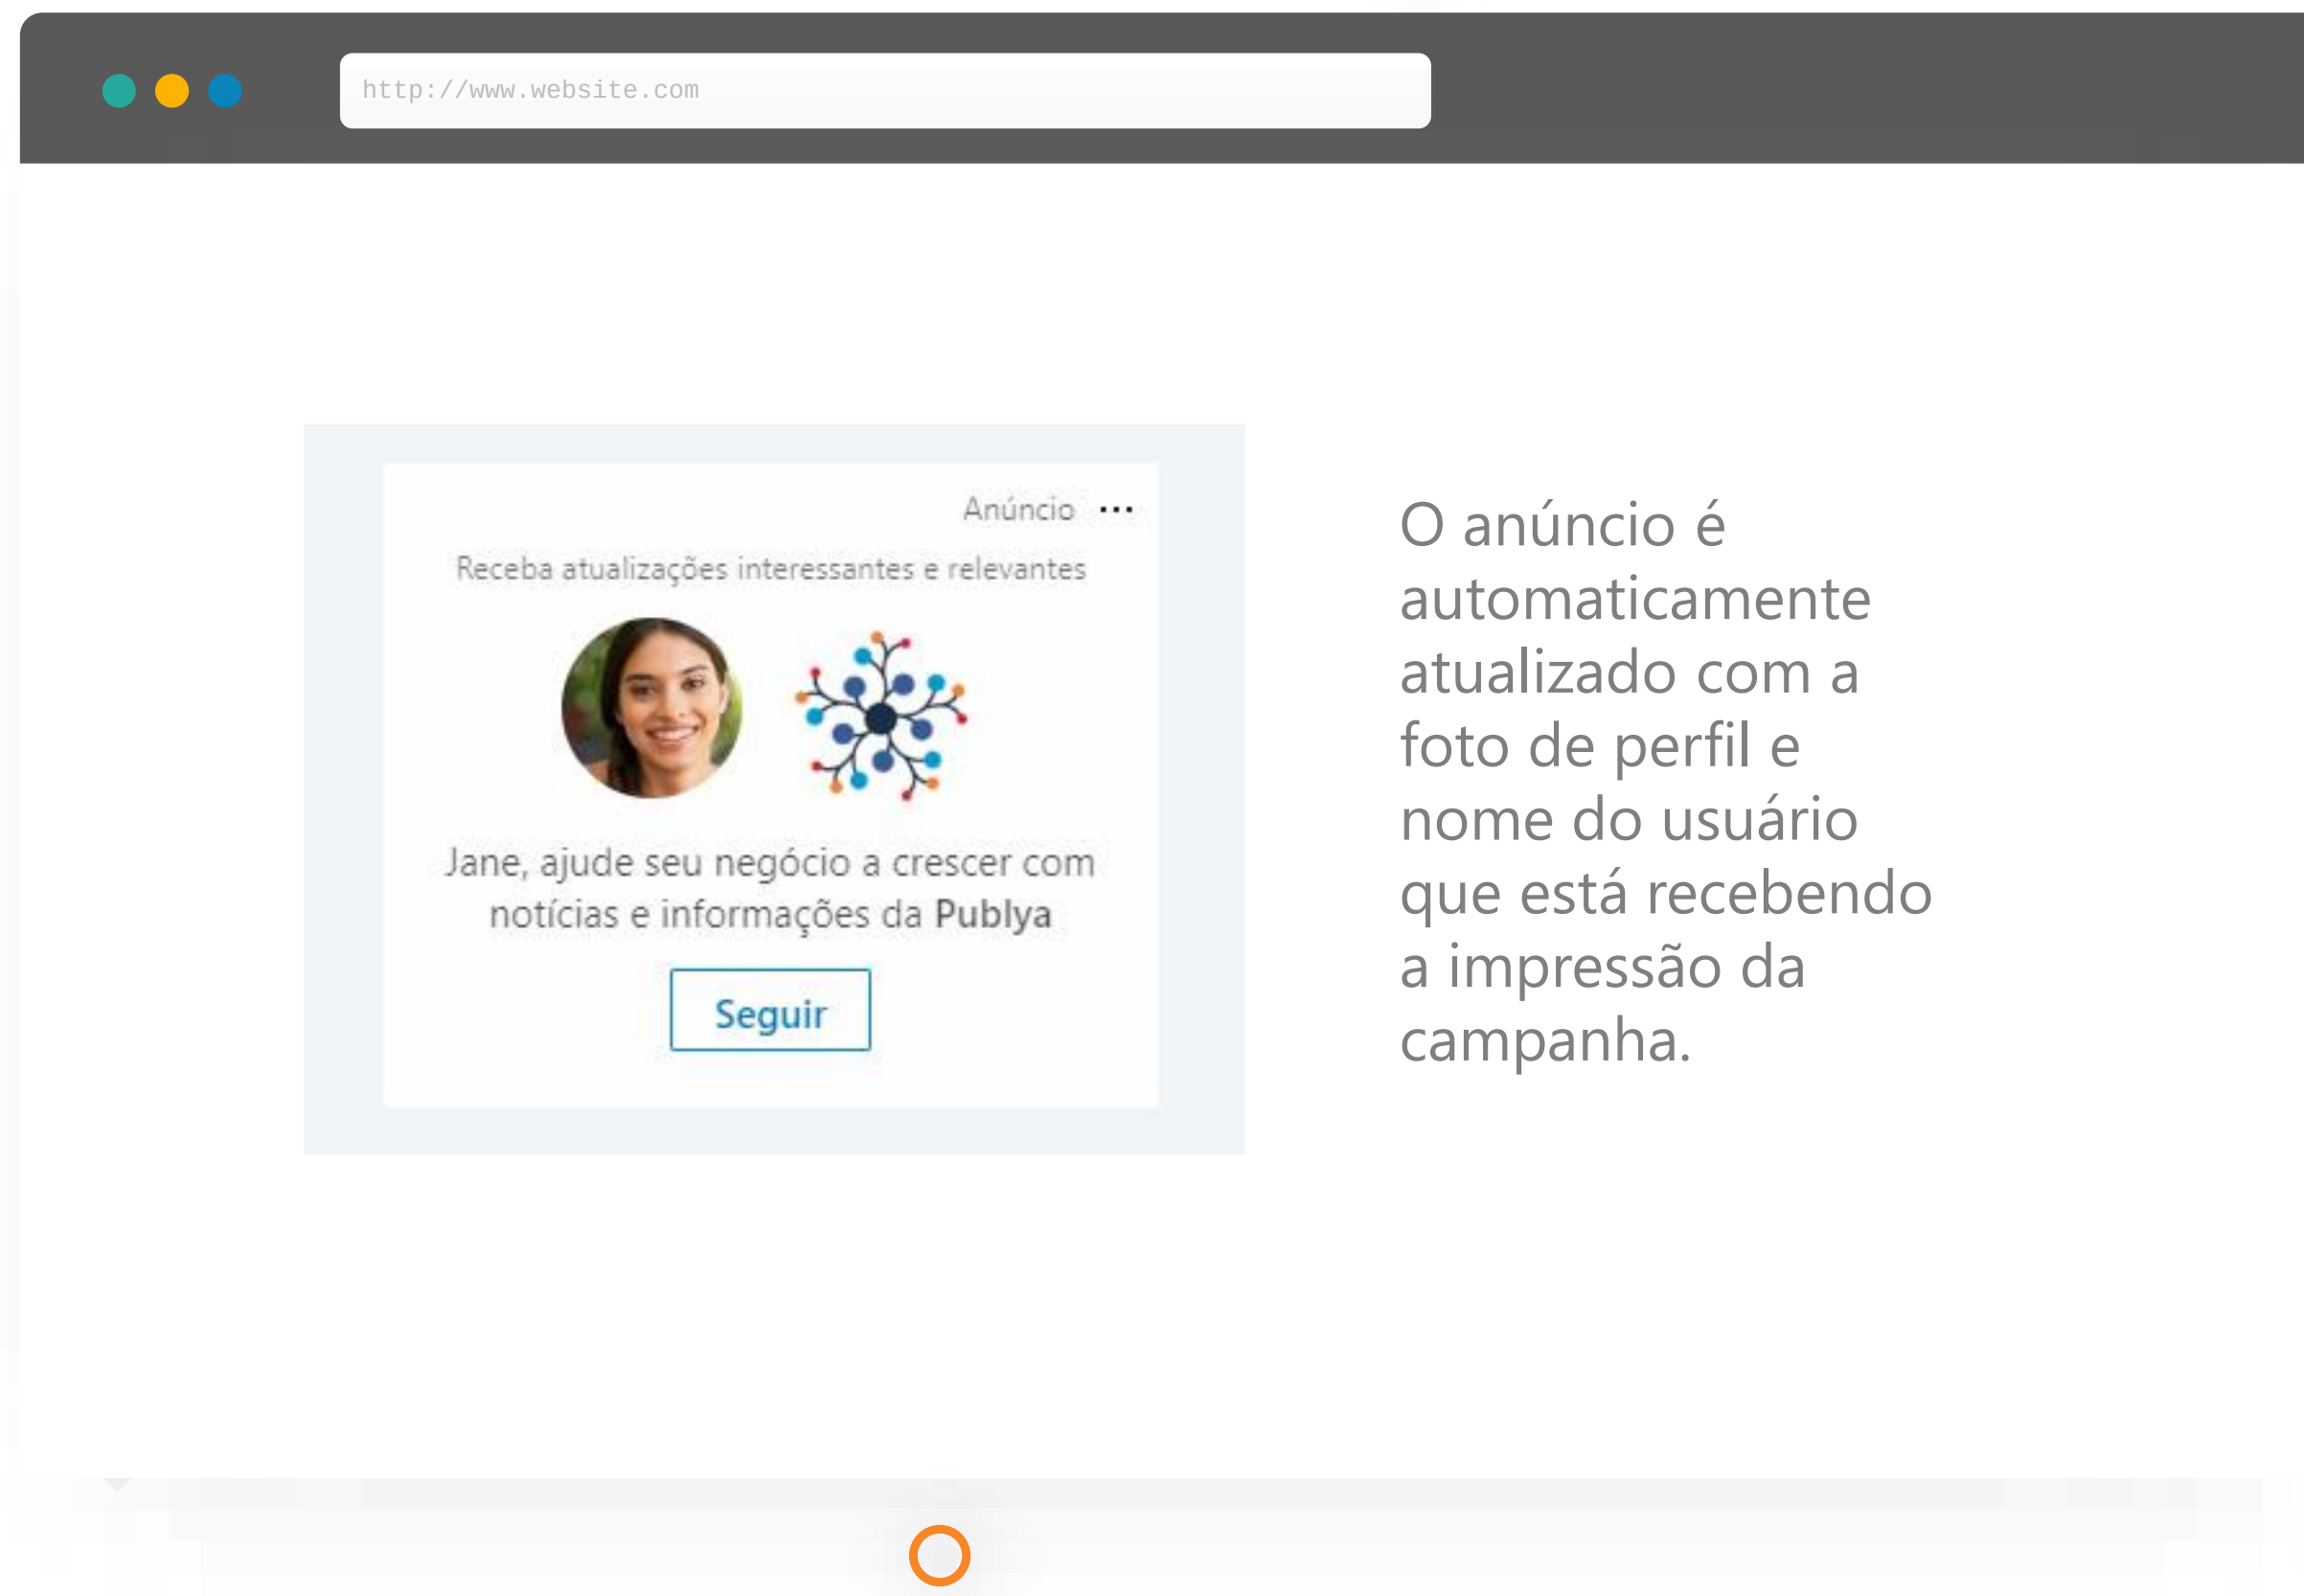 http://www.website.com
Anúncio ...
Receba atualizações interessantes e relevantes
Jane, ajude seu negócio a crescer com
notícias e informações da Publya
Seguir
O anúncio é
automaticamente
atualizado com a
foto de perfil e
nome do usuário
que está recebendo
a impressão da
campanha.